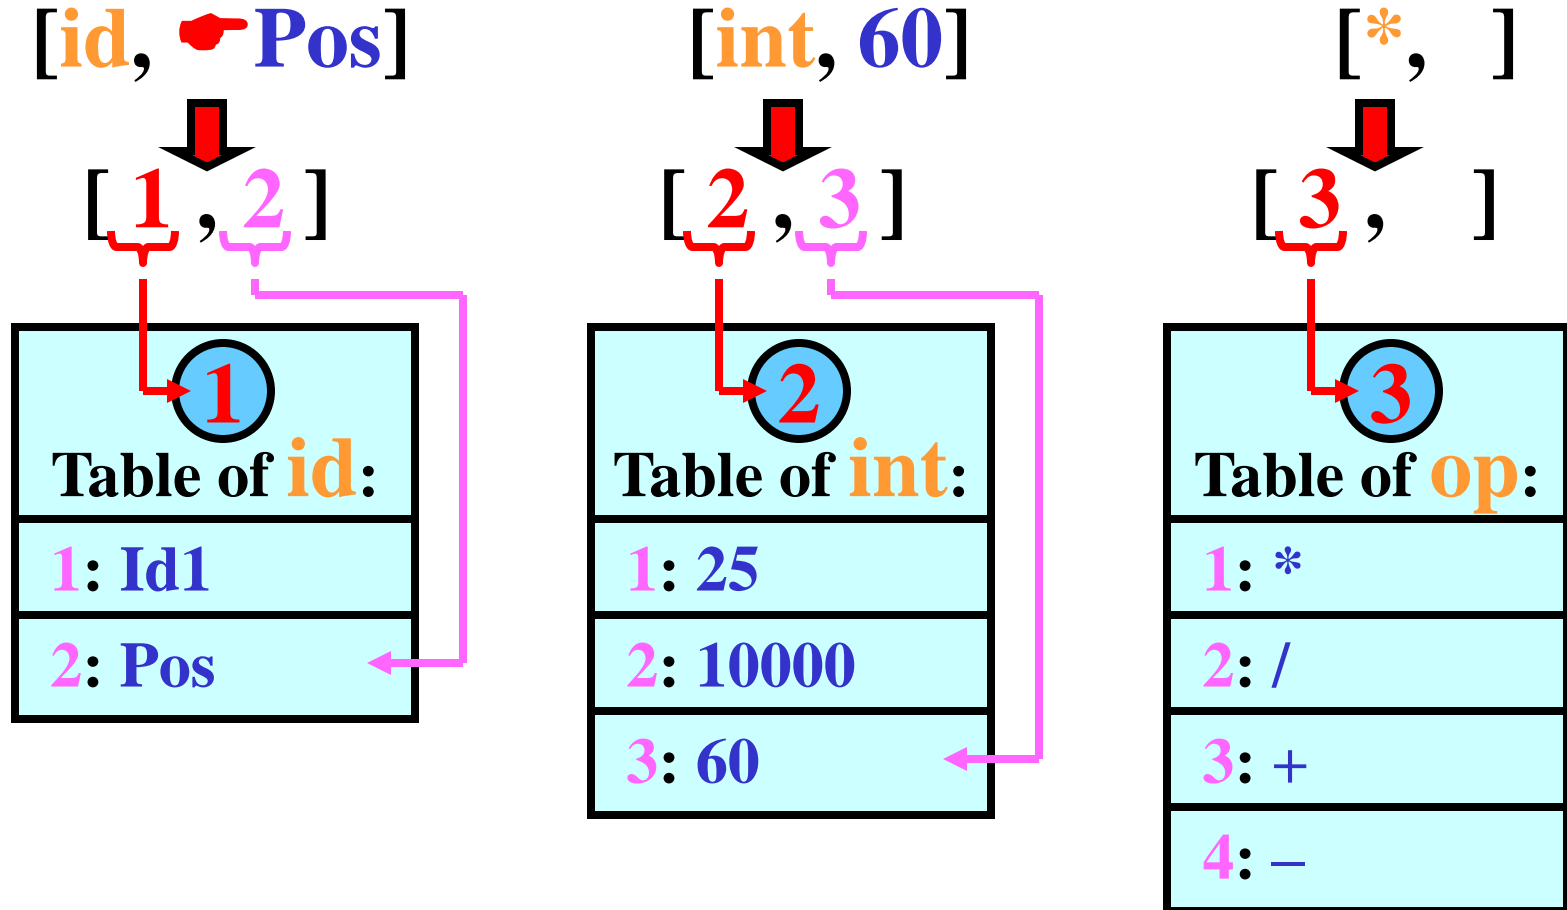 [id, ☛Pos]
[int, 60]
[*, ]
[ 1 , 2 ]
[ 2 , 3 ]
[ 3 , ]
1
Table of id:
1: Id1
2: Pos
2
Table of int:
1: 25
2: 10000
3: 60
3
Table of op:
1: *
2: /
3: +
4: –